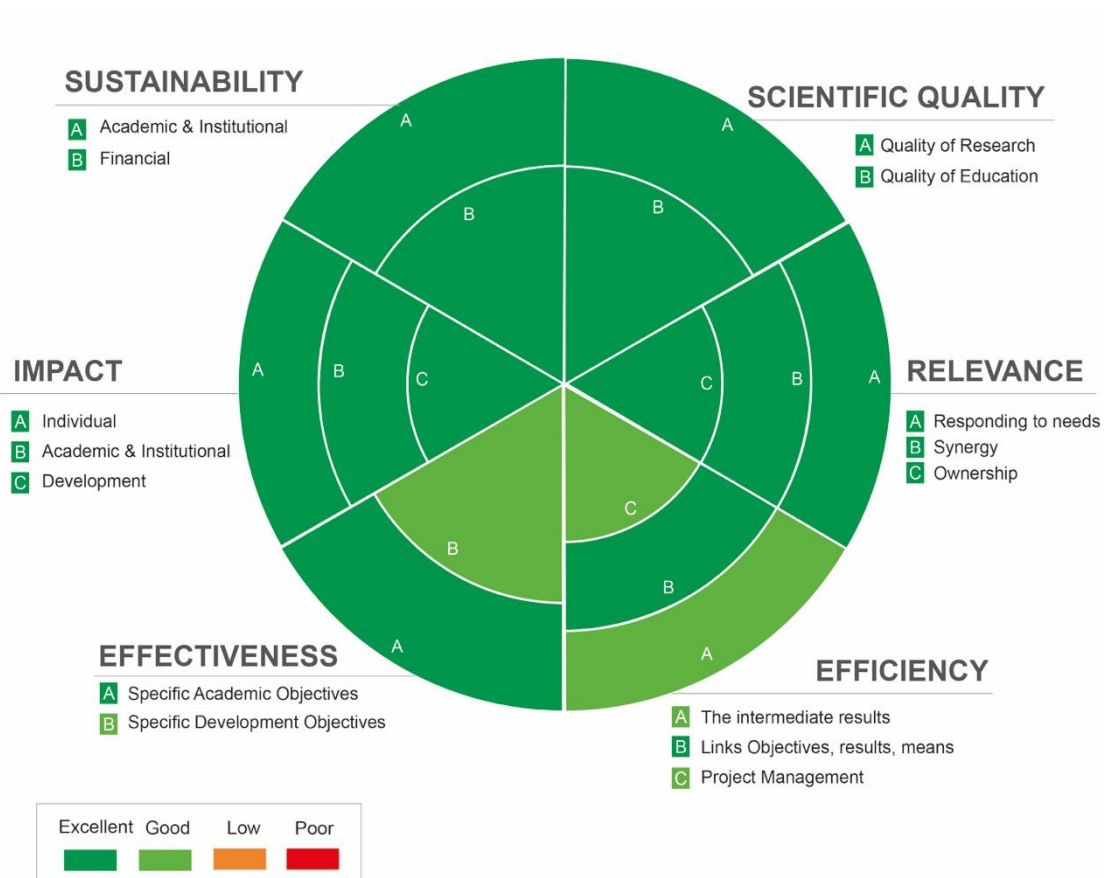 SUSTAINABILITY
A Academic & Institutional
B Financial
SCIENTIFIC QUALITY
A Quality of Research
B Quality of Education
A
A
B
B
IMPACT
A Individual
B Academic & Institutional
C Development
A
B
C
C
B
A
RELEVANCE
A Responding to needs
B Synergy
C Ownership
C
B
B
A
A
EFFECTIVENESS
A Specific Academic Objectives
B Specific Development Objectives
EFFICIENCY
A The intermediate results
B Links Objectives, results, means
C Project Management
Excellent Good Low Poor